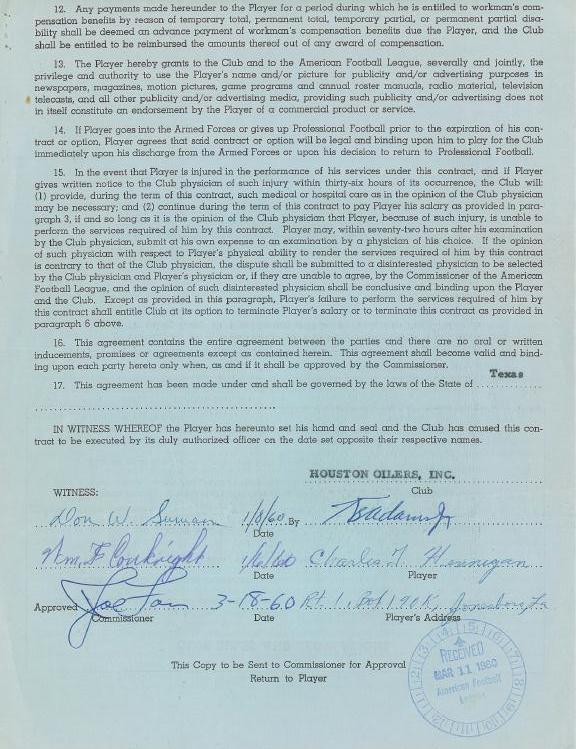 12. Any payments made hereunder to the Player for a period during which he is entitled to workman's com-
pensation benefits by reason of temporary total, permanent total, temporary partial, or permanent partial disa-
bility shall be deemed an advance payment of workman's compensation benefits due the Player, and the Club
shall be entitled to be reimbursed the amounts thereof out of any award of compensation.
13. The Player hereby grants to the Club and to the American Football League, severally and jointly, the
privilege and authority to use the Player's name and/or picture for publicity and/or advertising purposes in
newspapers, magazines, motion pictures, game programs and annual roster manuals, radio material, television
telecasts, and all other publicity and/or advertising media, providing such publicity and/or advertising does not
in itself constitute an endorsement by the Player of a commercial product or service.
14. If Player goes into the Armed Forces or gives up Professional Football prior to the expiration of his con-
tract or option, Player agrees that said contract or option will be legal and binding upon him to play for the Club
immediately upon his discharge from the Armed Forces or upon his decision to return to Professional Football.
15. In the event that Player is injured in the performance of his services under this contract, and if Player
gives written notice to the Club physician of such injury within thirty-six hours of its occurrence, the Club will:
(1) provide, during the term of this contract, such medical or hospital care as in the opinion of the Club physician
may be necessary; and (2) continue during the term of this contract to pay Player his salary as provided in para-
graph 3, if and so long as it is the opinion of the Club physician that Player, because of such injury, is unable to
perform the services required of him by this contract. Player may, within seventy-two hours after his examination
by the Club physician, submit at his own expense to an examination by a physician of his choice. If the opinion
of such physician with respect to Player's physical ability to render the services required of him by this contract
is contrary to that of the Club physician, the dispute shall be submitted to a disinterested physician to be selected
by the Club physician and Player's physician or, if they are unable to agree, by the Commissioner of the American
Football League, and the opinion of such disinterested physician shall be conclusive and binding upon the Player
and the Club. Except as provided in this paragraph, Player's failure to perform the services required of him by
this contract shall entitle Club at its option to terminate Player's salary or to terminate this contract as provided in
paragraph 6 above.
16. This agreement contains the entire agreement between the parties and there are no oral or written
inducements, promises or agreements except as contained herein. This agreement shall become valid and bind-
ing upon each party hereto only when, as and if it shall be approved by the Commissioner.
17. This agreement has been made under and shall be governed by the laws of the State of Texas
IN WITNESS WHEREOF the Player has hereunto set his hand and seal and the Club has caused this con-
tract to be executed by its duly authorized officer on the date set opposite their respective names.
HOUSTON OILERS, INC.
WITNESS: Club
Don W. 1/8/60 By
Date
Wm. F. Charles T Hennigan
Date Player
Approved Joe Foss 3-18-60 Rt. 1, Box 190K, Jonesboro, La
Commissioner Date Player's Address
RECEIVED
MAR 11 1960
American Football
League
This Copy to be Sent to Commissioner for Approval
Return to Player